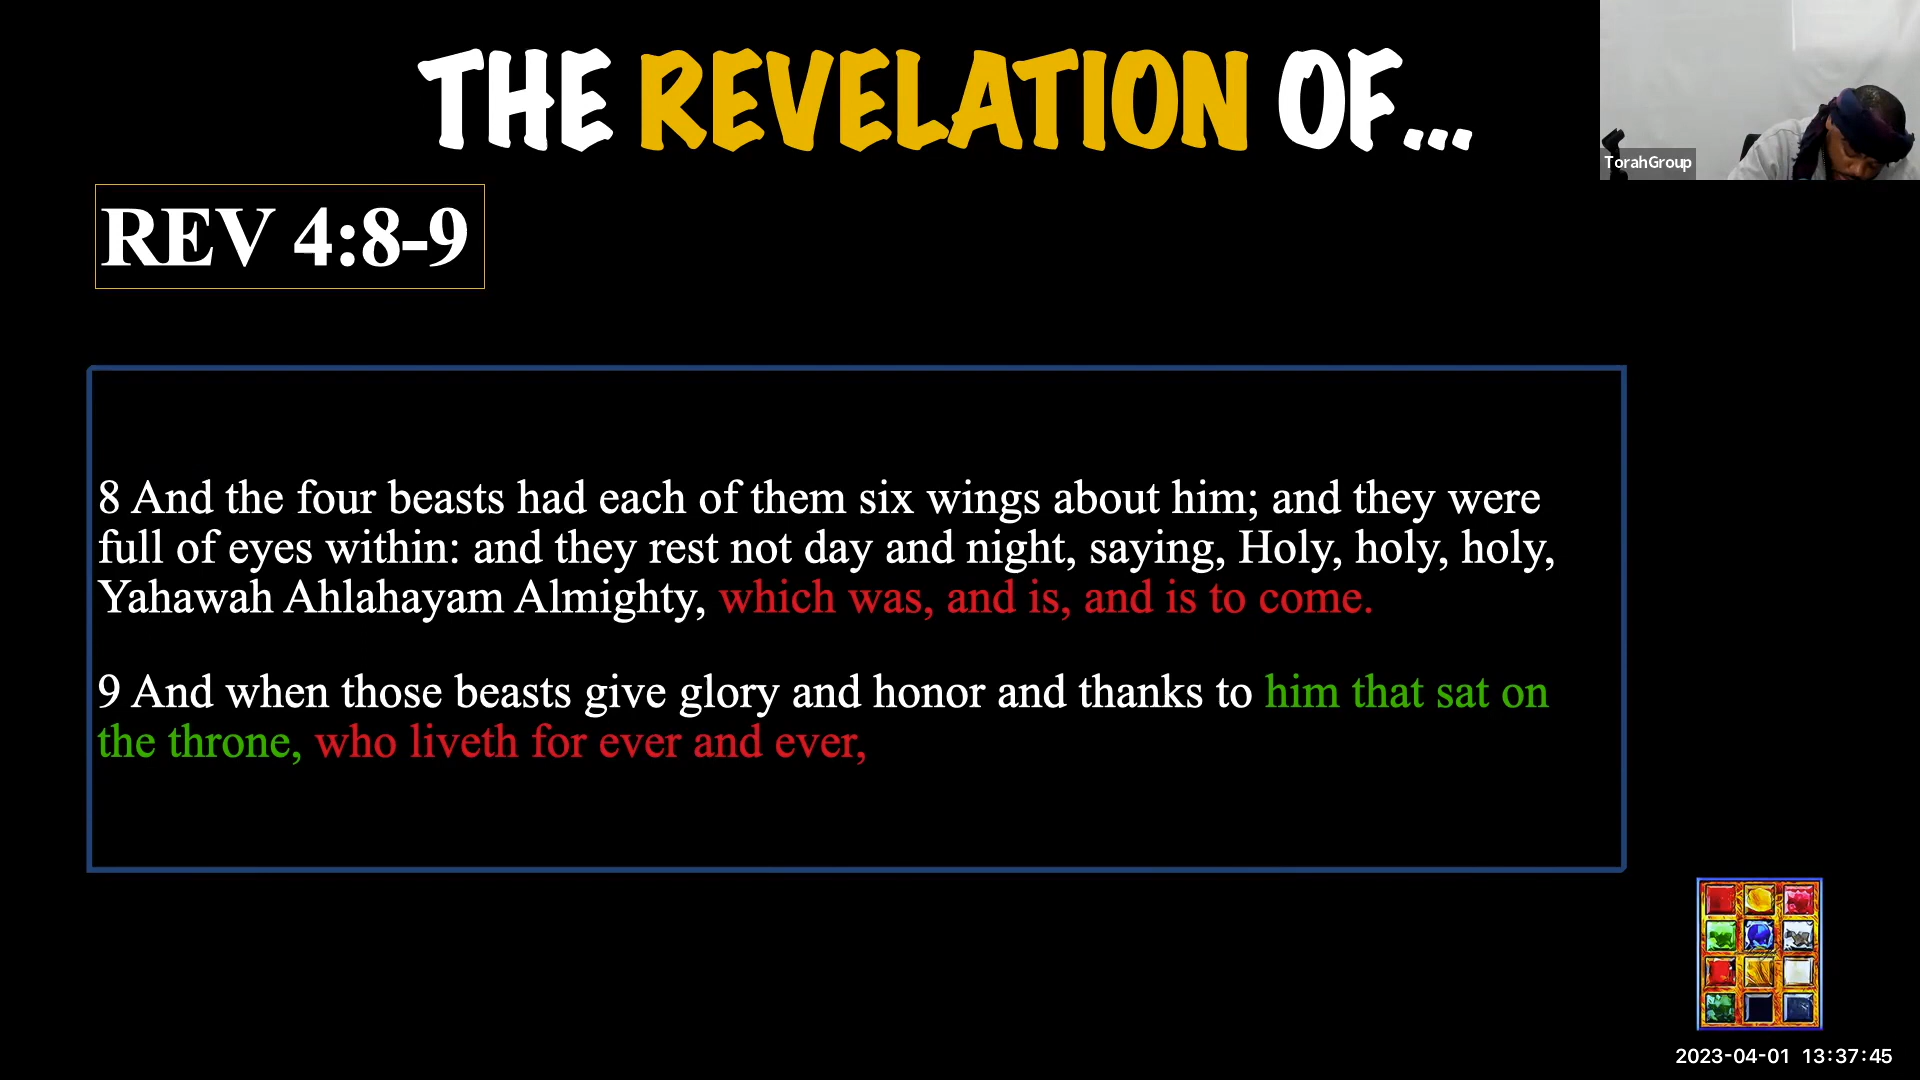 THE REVELATION OF...
TorahGroup
REV 4:8-9
8 And the four beasts had each of them six wings about him; and they were
full of eyes within: and they rest not day and night, saying, Holy, holy, holy,
Yahawah Ahlahayam Almighty, which was, and is, and is to come.
9 And when those beasts give glory and honor and thanks to him that sat on
the throne, who liveth for ever and ever,
2023-04-01 13:37:45